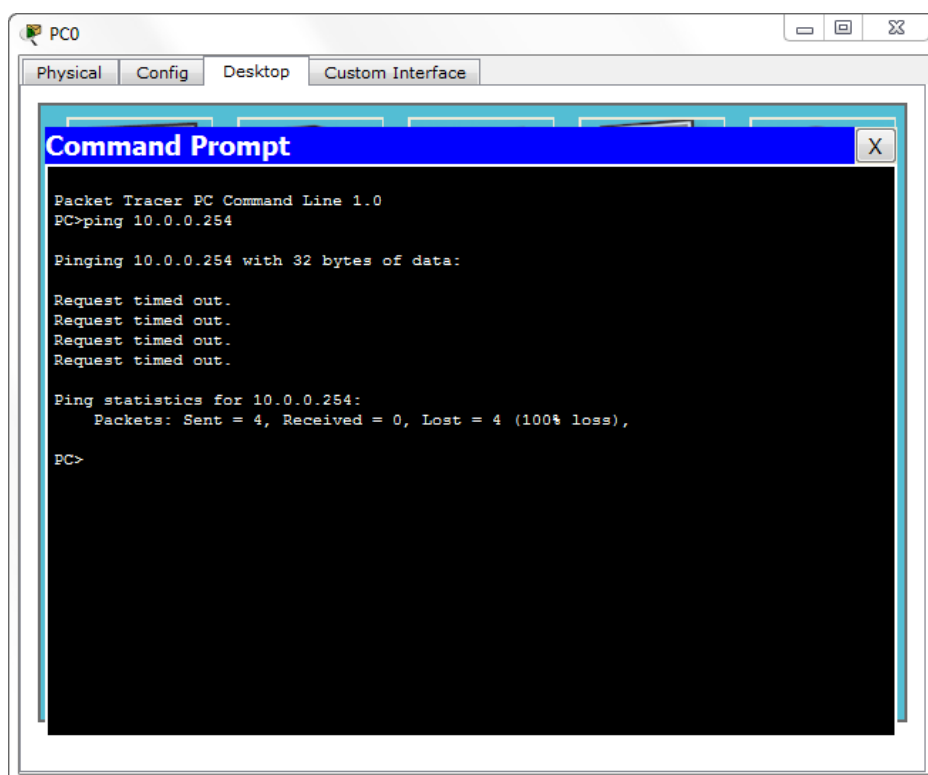 PC0
Physical Config Desktop Custom Interface
Command Prompt
X
Packet Tracer PC Command Line 1.0
PC>ping 10.0.0.254
Pinging 10.0.0.254 with 32 bytes of data:
Request timed out.
Request timed out.
Request timed out.
Request timed out.
Ping statistics for 10.0.0.254:
Packets: Sent = 4, Received = 0, Lost = 4 (100% loss),
PC>